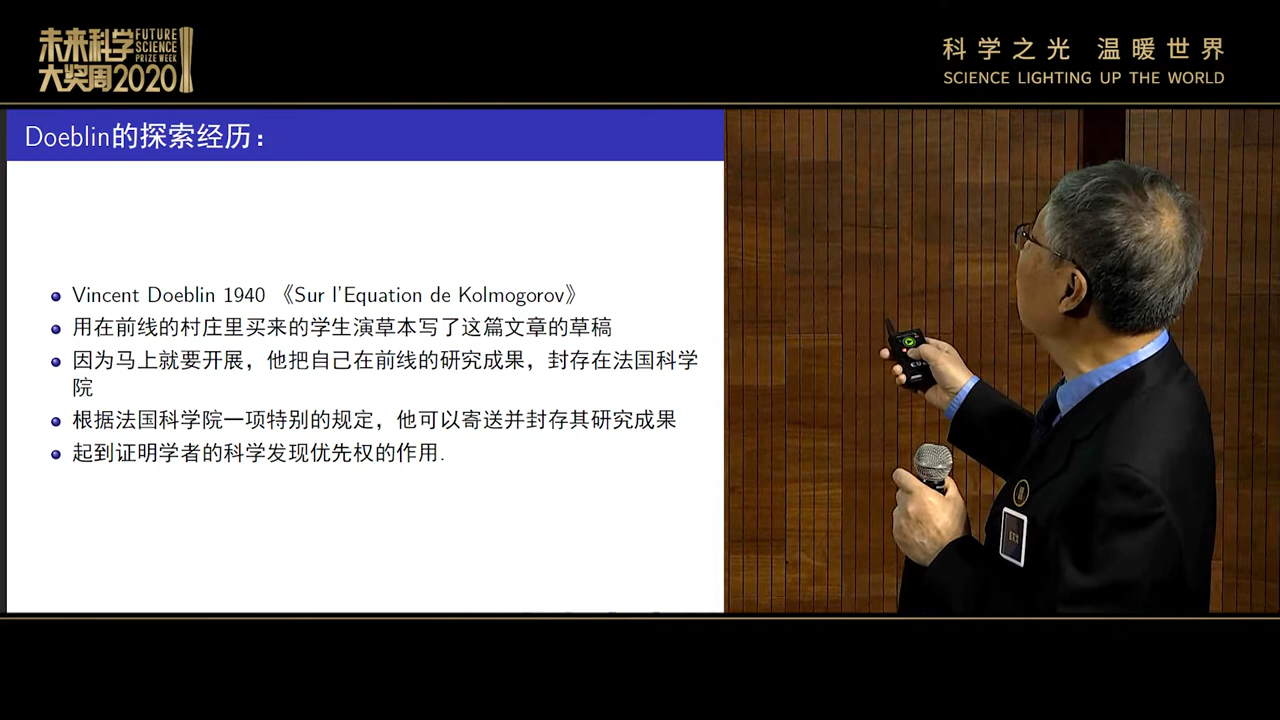 未来科学
大奖周2020
FUTURE
SCIENCE
PRIZE WEEK
科学之光 温暖世界
SCIENCE LIGHTING UP THE WORLD
Doeblin的探索经历：
Vincent Doeblin 1940 《Sur l'Equation de Kolmogorov》
用在前线的村庄里买来的学生演草本写了这篇文章的草稿
因为马上就要开展，他把自己在前线的研究成果，封存在法国科学
院
根据法国科学院一项特别的规定，他可以寄送并封存其研究成果
起到证明学者的科学发现优先权的作用.